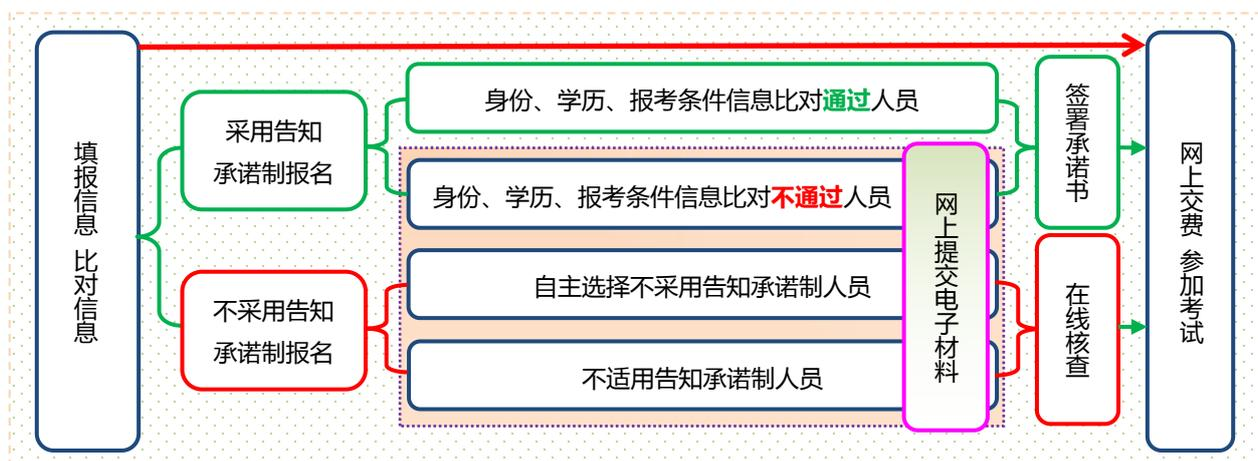 填报信息 比对信息
采用告知
承诺制报名
不采用告知
承诺制报名
身份、学历、报考条件信息比对通过人员
身份、学历、报考条件信息比对不通过人员
自主选择不采用告知承诺制人员
不适用告知承诺制人员
网上提交电子材料
签署承诺书
在线核查
网上交费 参加考试